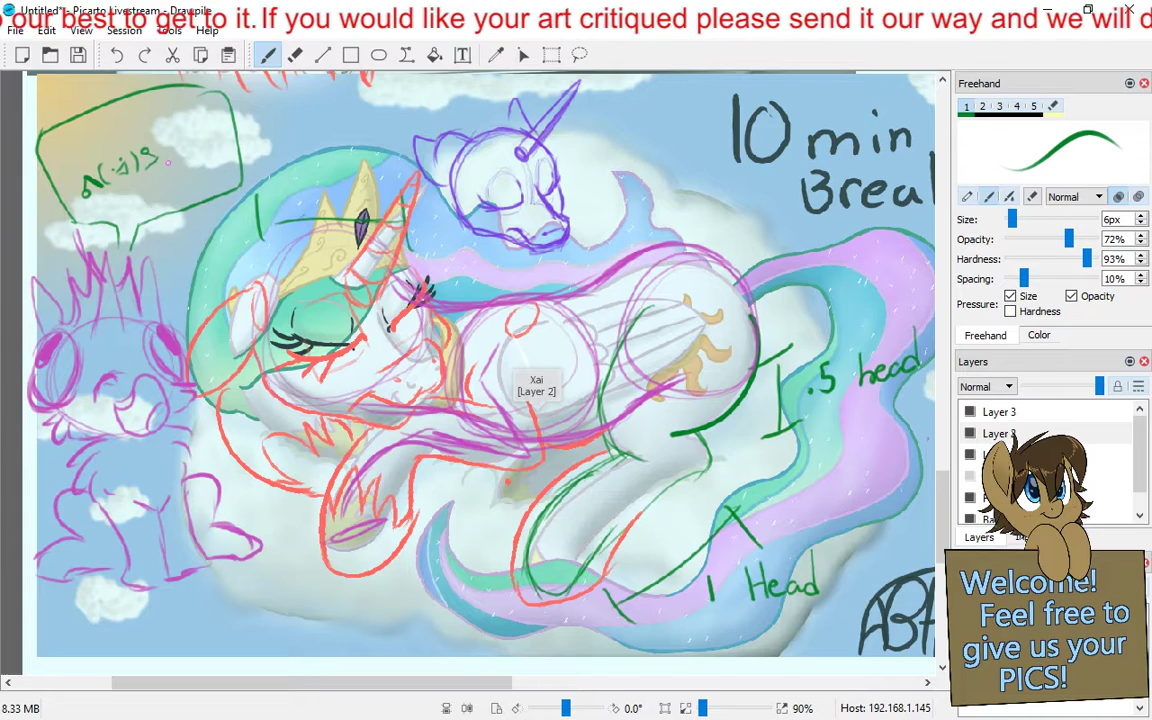 Untitled* - Picarto Livestream - Drawpile
our best to get to it. If you would like your art critiqued please send it our way and we will d
File Edit View Session Tools Help
10 min
Brea
.5 head
1 Head
Xai
[Layer 2]
Freehand
1 2 3 4 5
Normal
Size: 6px
Opacity: 72%
Hardness: 93%
Spacing: 10%
Pressure: Size Opacity
Hardness
Freehand Color
Layers
Normal
Layer 3
Layers
Welcome!
Feel free to
give us your
PICS!
8.33 MB
0.0°
90%
Host: 192.168.1.145